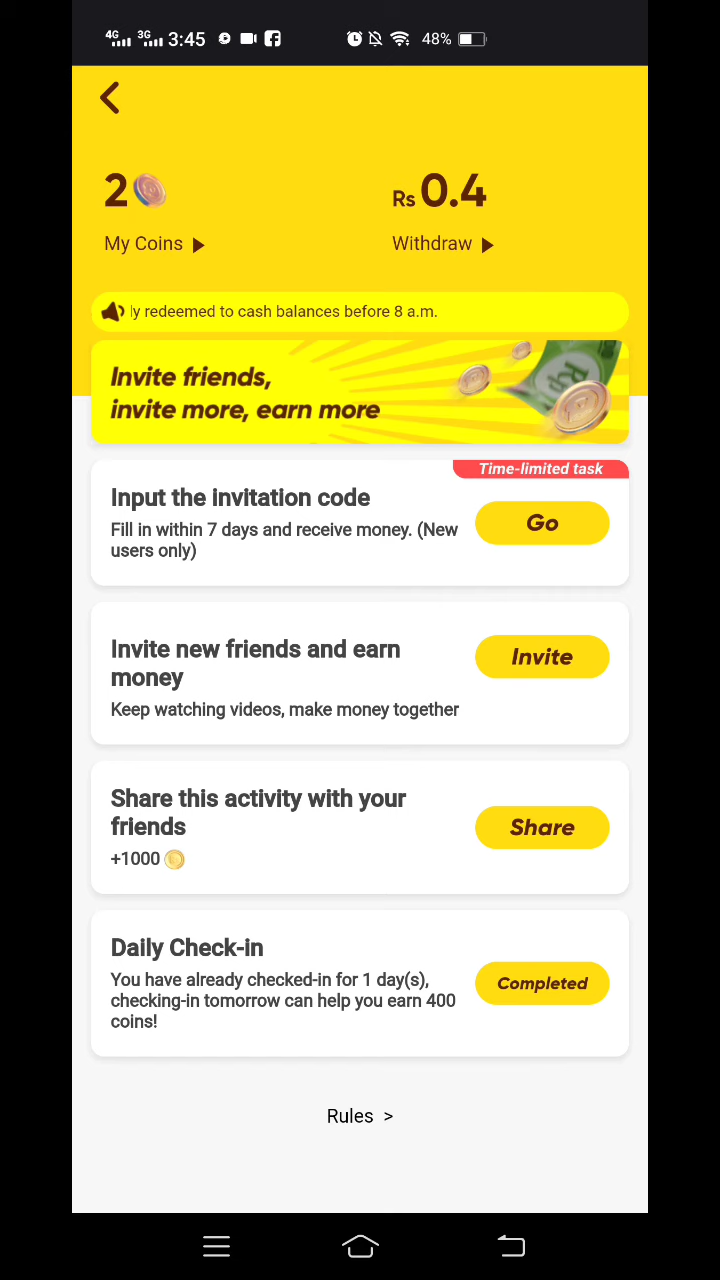 4G 3G 3:45 48%
2 Rs 0.4
My Coins Withdraw
ly redeemed to cash balances before 8 a.m.
Invite friends,
invite more, earn more
Rp
Time-limited task
Input the invitation code
Go
Fill in within 7 days and receive money. (New
users only)
Invite new friends and earn
money
Invite
Keep watching videos, make money together
Share this activity with your
friends
Share
+1000
Daily Check-in
You have already checked-in for 1 day(s),
checking-in tomorrow can help you earn 400
coins!
Completed
Rules >